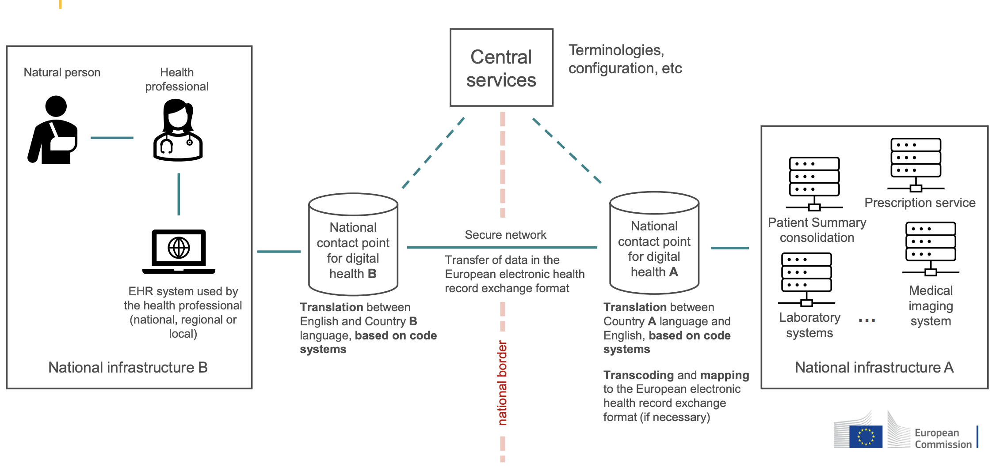 Central
services
Terminologies,
configuration, etc
Natural person
Health
professional
EHR system used by
the health professional
(national, regional or
local)
National infrastructure B
National
contact point
for digital
health B
Translation between
English and Country B
language, based on code
systems
Secure network
Transfer of data in the
European electronic health
record exchange format
national border
National
contact point
for digital
health A
Translation between
Country A language and
English, based on code
systems
Transcoding and mapping
to the European electronic
health record exchange
format (if necessary)
Prescription service
Patient Summary
consolidation
Medical
imaging
system
Laboratory
systems
...
National infrastructure A
European
Commission